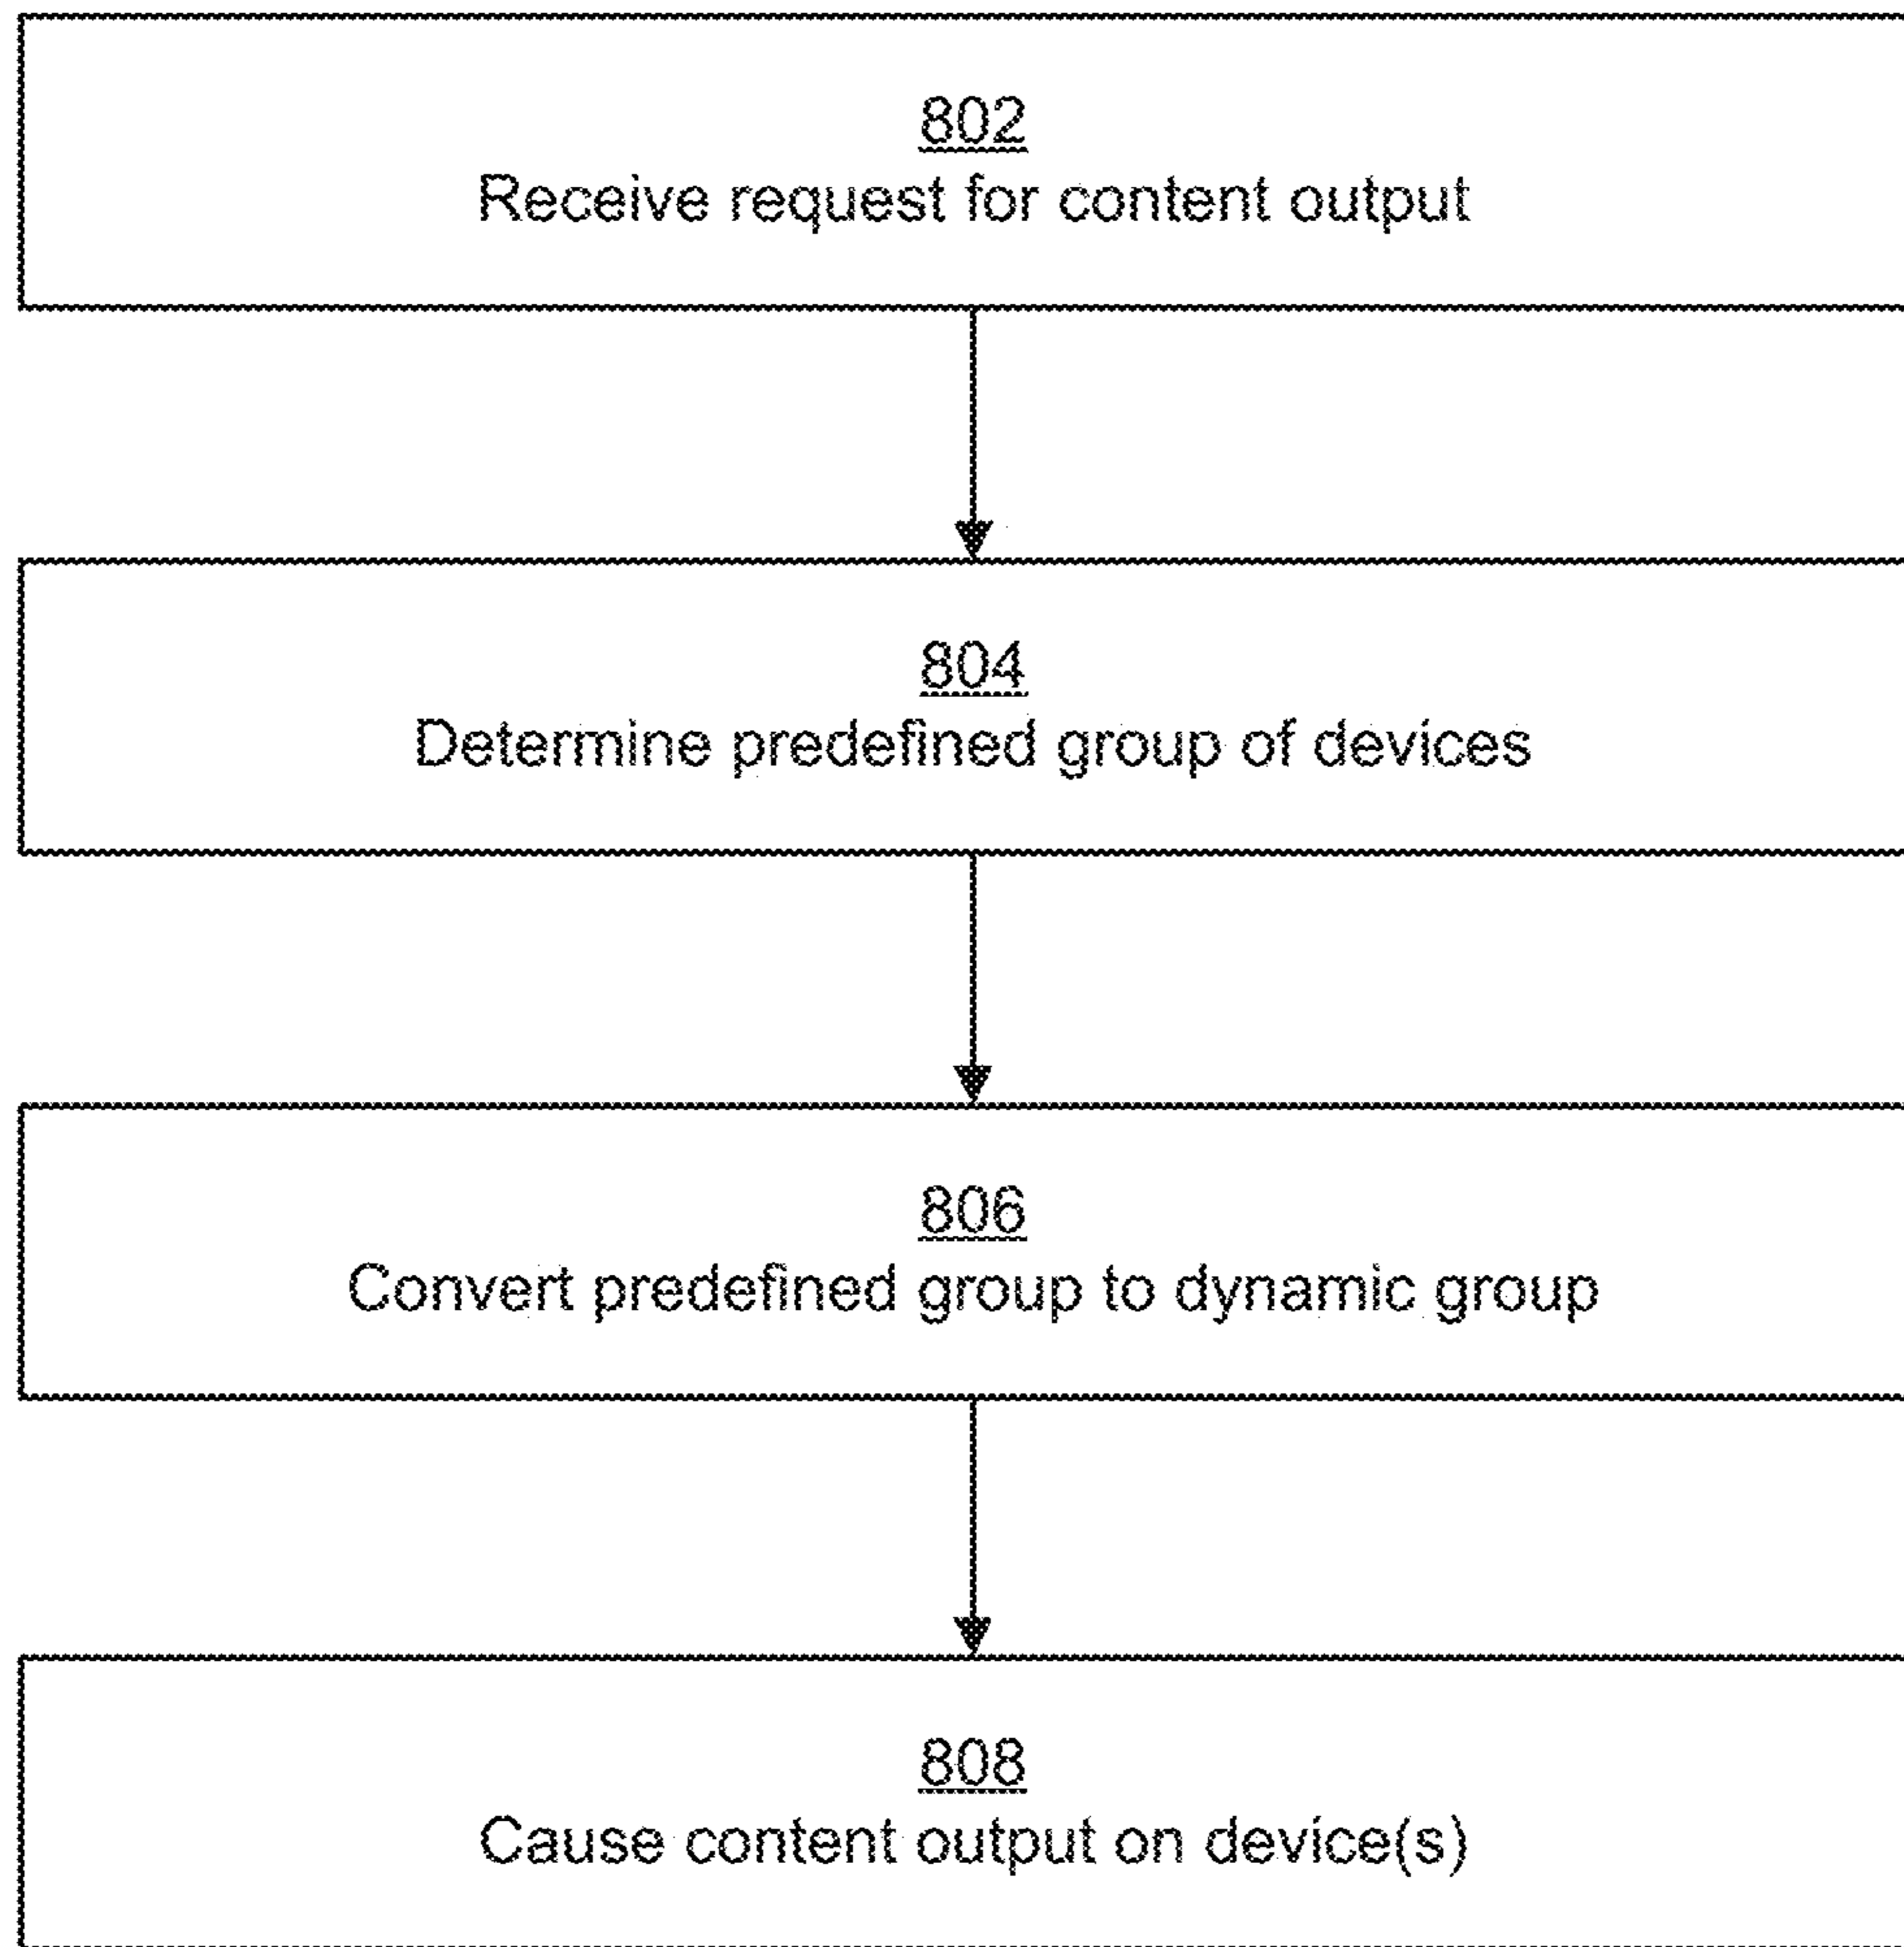 802
Receive request for content output
804
Determine predefined group of devices
806
Convert predefined group to dynamic group
808
Cause content output on device(s)